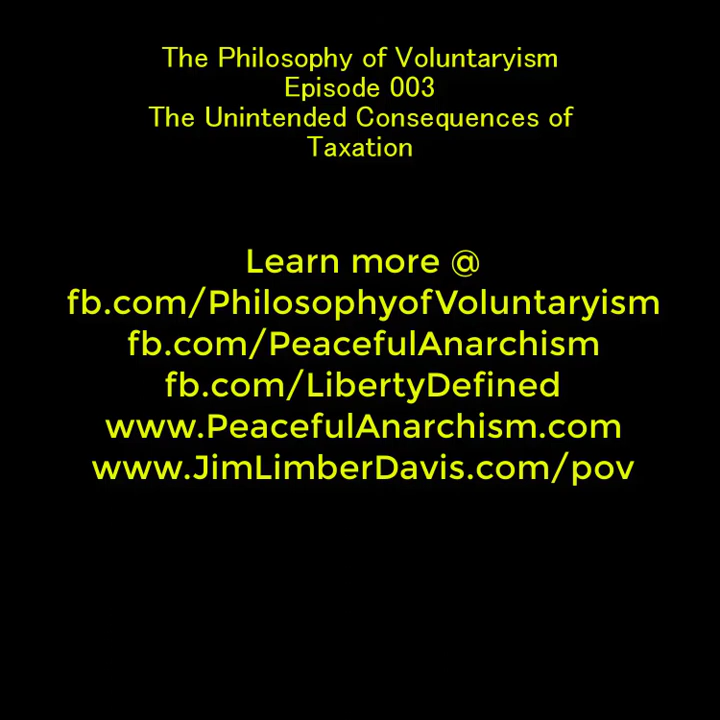 The Philosophy of Voluntaryism
Episode 003
The Unintended Consequences of
Taxation
Learn more @
fb.com/PhilosophyofVoluntaryism
fb.com/PeacefulAnarchism
fb.com/LibertyDefined
www.PeacefulAnarchism.com
www.JimLimberDavis.com/pov